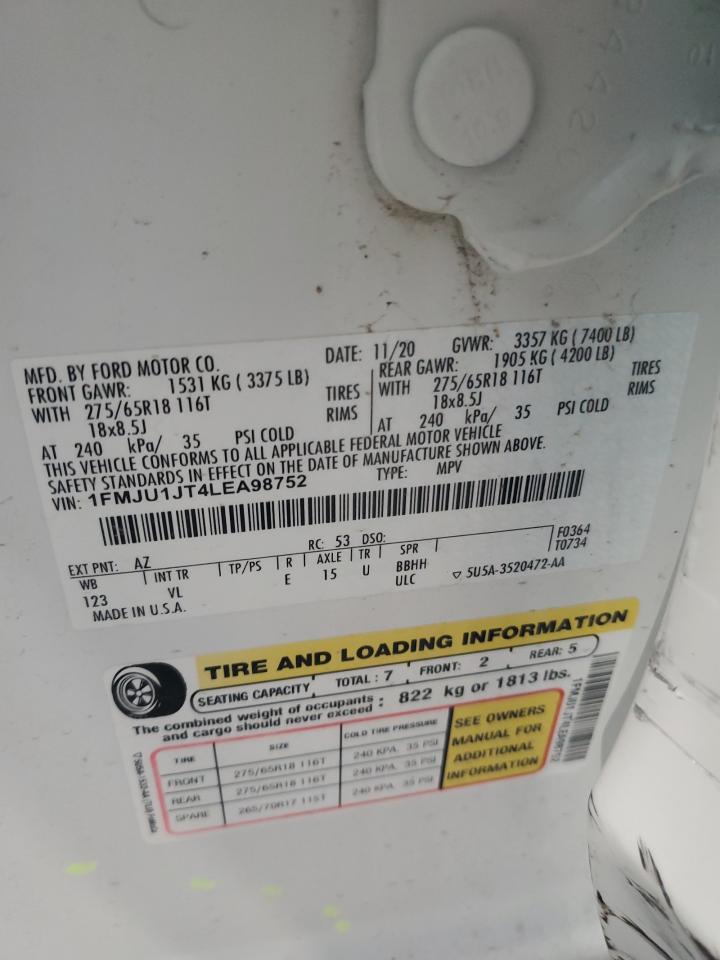 MFD. BY FORD MOTOR CO.
DATE: 11/20 GVWR: 3357 KG ( 7400 LB)
FRONT GAWR: 1531 KG ( 3375 LB)
REAR GAWR: 1905 KG ( 4200 LB)
WITH 275/65R18 116T TIRES
WITH 275/65R18 116T TIRES
18x8.5J RIMS
18x8.5J RIMS
AT 240 kPa/ 35 PSI COLD
AT 240 kPa/ 35 PSI COLD
THIS VEHICLE CONFORMS TO ALL APPLICABLE FEDERAL MOTOR VEHICLE
SAFETY STANDARDS IN EFFECT ON THE DATE OF MANUFACTURE SHOWN ABOVE.
VIN: 1FMJU1JT4LEA98752 TYPE: MPV
EXT PNT: AZ RC: 53 DSO: F0364
T0734
WB INT TR TP/PS R AXLE TR SPR
123 VL E 15 U BBHH
ULC
MADE IN U.S.A. 5U5A-3520472-AA
TIRE AND LOADING INFORMATION
SEATING CAPACITY TOTAL : 7 FRONT: 2 REAR: 5
The combined weight of occupants
and cargo should never exceed : 822 kg or 1813 lbs.
TIRE SIZE COLD TIRE PRESSURE
FRONT 275/65R18 116T 240 KPA, 35 PSI
REAR 275/65R18 116T 240 KPA, 35 PSI
SPARE 265/70R17 115T 240 KPA, 35 PSI
SEE OWNERS
MANUAL FOR
ADDITIONAL
INFORMATION
1FMJU1JT4LEA98752